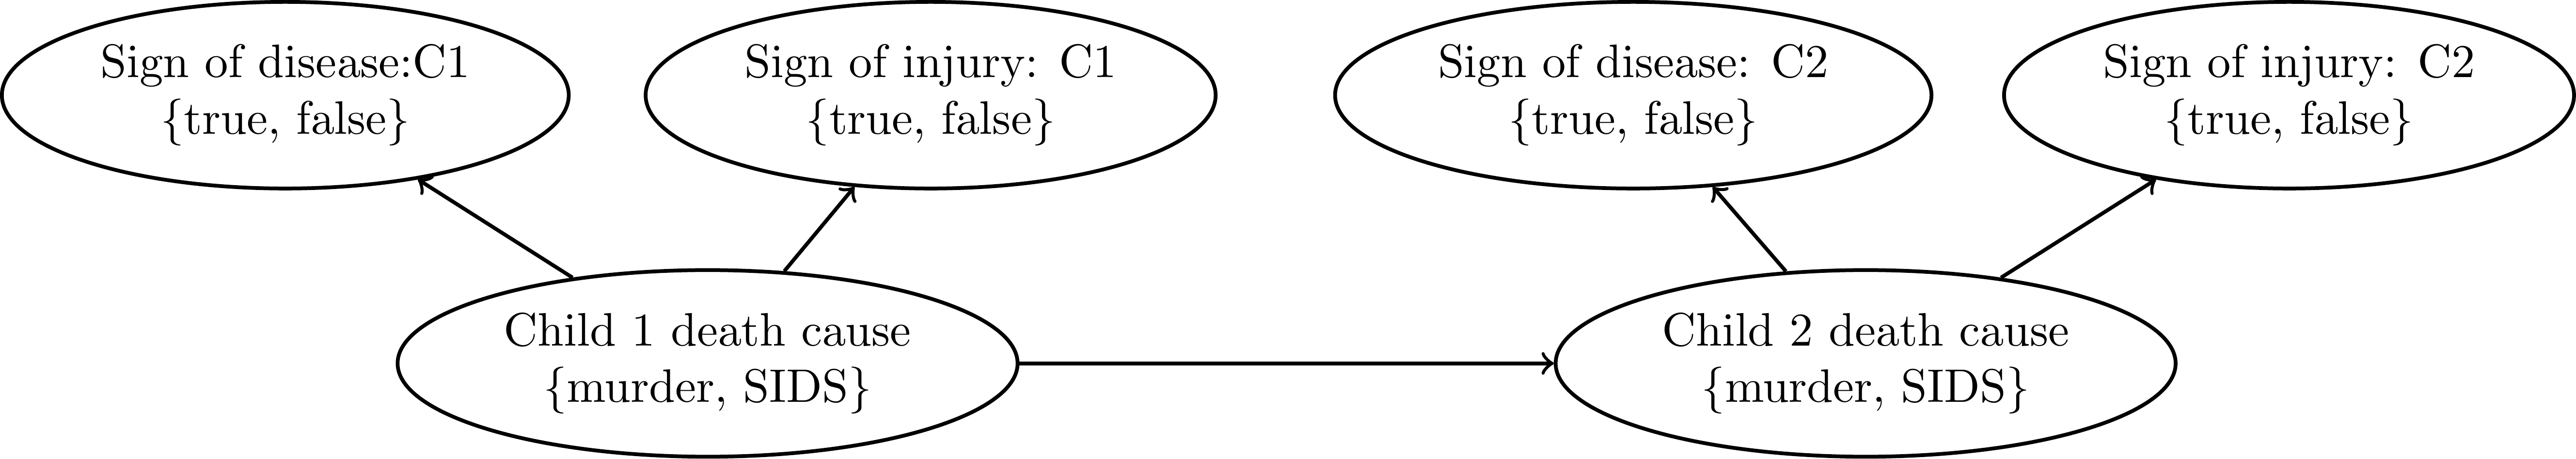 Sign of disease:C1
{true, false}
Sign of injury: C1
{true, false}
Sign of disease: C2
{true, false}
Sign of injury: C2
{true, false}
Child 1 death cause
{murder, SIDS}
Child 2 death cause
{murder, SIDS}